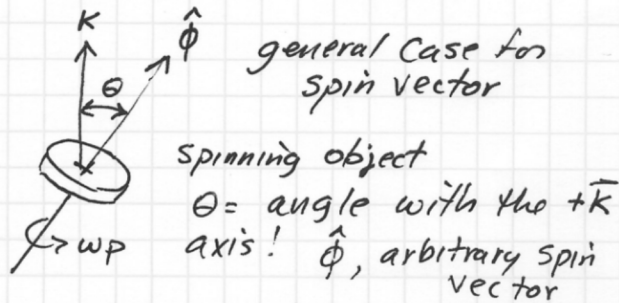 K
φ̂
general case for
spin vector
θ
spinning object
θ = angle with the +k̄
axis! φ̂, arbitrary spin
vector
ωp